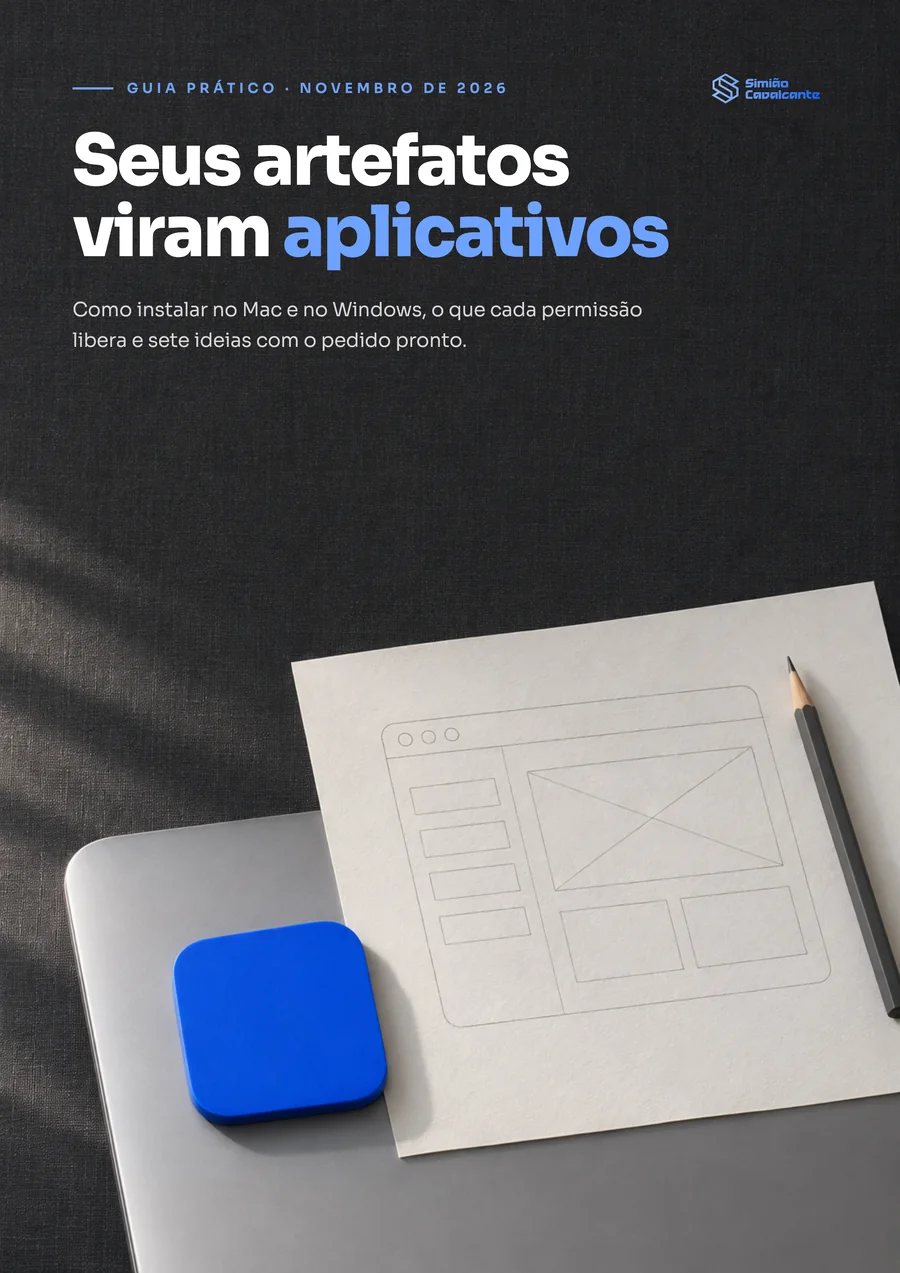 GUIA PRÁTICO · NOVEMBRO DE 2026
Simião
Cavalcante
Seus artefatos
viram aplicativos
Como instalar no Mac e no Windows, o que cada permissão
libera e sete ideias com o pedido pronto.